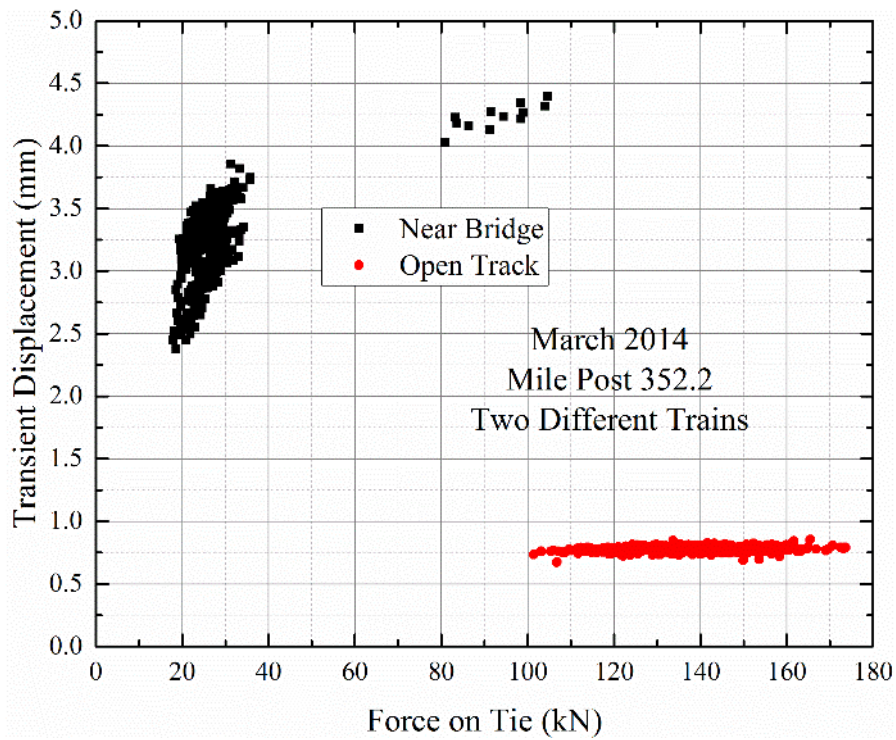 5.0
4.5
4.0
3.5
3.0
2.5
2.0
1.5
1.0
0.5
0.0
Transient Displacement (mm)
Near Bridge
Open Track
March 2014
Mile Post 352.2
Two Different Trains
0 20 40 60 80 100 120 140 160 180
Force on Tie (kN)